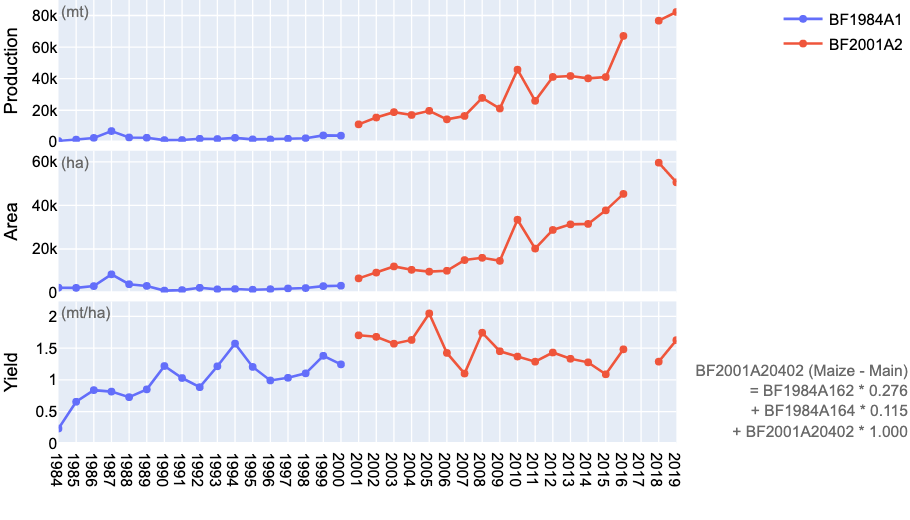 Production
(mt)
80k
60k
40k
20k
0
Area
(ha)
60k
40k
20k
0
Yield
(mt/ha)
2
1.5
1
0.5
0
1984
1985
1986
1987
1988
1989
1990
1991
1992
1993
1994
1995
1996
1997
1998
1999
2000
2001
2002
2003
2004
2005
2006
2007
2008
2009
2010
2011
2012
2013
2014
2015
2016
2017
2018
2019
BF1984A1
BF2001A2
BF2001A20402 (Maize - Main)
= BF1984A162 * 0.276
+ BF1984A164 * 0.115
+ BF2001A20402 * 1.000